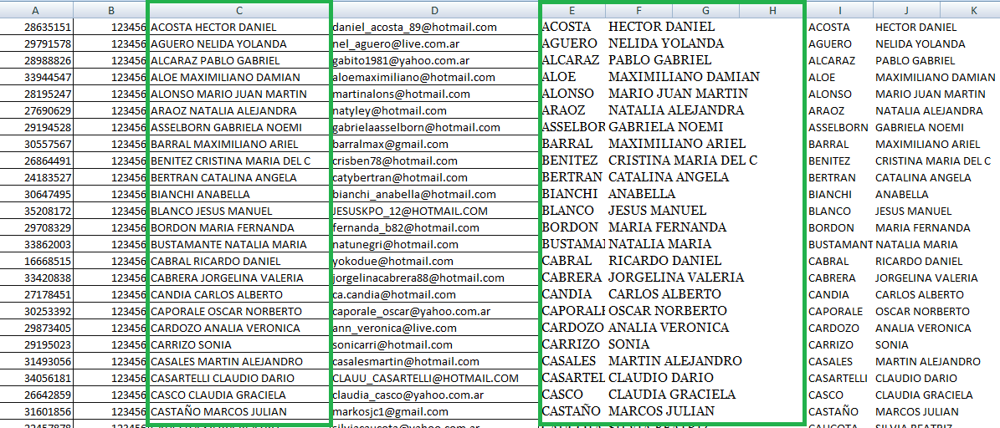 A B C D E F G H I J K
28635151 123456 ACOSTA HECTOR DANIEL daniel_acosta_89@hotmail.com ACOSTA HECTOR DANIEL ACOSTA HECTOR DANIEL
29791578 123456 AGUERO NELIDA YOLANDA nel_aguero@live.com.ar AGUERO NELIDA YOLANDA AGUERO NELIDA YOLANDA
28988826 123456 ALCARAZ PABLO GABRIEL gabito1981@yahoo.com.ar ALCARAZ PABLO GABRIEL ALCARAZ PABLO GABRIEL
33944547 123456 ALOE MAXIMILIANO DAMIAN aloemaximiliano@hotmail.com ALOE MAXIMILIANO DAMIAN ALOE MAXIMILIANO DAMIAN
28195247 123456 ALONSO MARIO JUAN MARTIN martinalons@hotmail.com ALONSO MARIO JUAN MARTIN ALONSO MARIO JUAN MARTIN
27690629 123456 ARAOZ NATALIA ALEJANDRA natyley@hotmail.com ARAOZ NATALIA ALEJANDRA ARAOZ NATALIA ALEJANDRA
29194528 123456 ASSELBORN GABRIELA NOEMI gabrielaasselborn@hotmail.com ASSELBOR GABRIELA NOEMI ASSELBORN GABRIELA NOEMI
30557567 123456 BARRAL MAXIMILIANO ARIEL barralmax@gmail.com BARRAL MAXIMILIANO ARIEL BARRAL MAXIMILIANO ARIEL
26864491 123456 BENITEZ CRISTINA MARIA DEL C crisben78@hotmail.com BENITEZ CRISTINA MARIA DEL C BENITEZ CRISTINA MARIA DEL C
24183527 123456 BERTRAN CATALINA ANGELA catybertran@hotmail.com BERTRAN CATALINA ANGELA BERTRAN CATALINA ANGELA
30647495 123456 BIANCHI ANABELLA bianchi_anabella@hotmail.com BIANCHI ANABELLA BIANCHI ANABELLA
35208172 123456 BLANCO JESUS MANUEL JESUSKPO_12@HOTMAIL.COM BLANCO JESUS MANUEL BLANCO JESUS MANUEL
29708329 123456 BORDON MARIA FERNANDA fernanda_b82@hotmail.com BORDON MARIA FERNANDA BORDON MARIA FERNANDA
33862003 123456 BUSTAMANTE NATALIA MARIA natunegri@hotmail.com BUSTAMA NATALIA MARIA BUSTAMANT NATALIA MARIA
16668515 123456 CABRAL RICARDO DANIEL yokodue@hotmail.com CABRAL RICARDO DANIEL CABRAL RICARDO DANIEL
33420838 123456 CABRERA JORGELINA VALERIA jorgelinacabrera88@hotmail.com CABRERA JORGELINA VALERIA CABRERA JORGELINA VALERIA
27178451 123456 CANDIA CARLOS ALBERTO ca.candia@hotmail.com CANDIA CARLOS ALBERTO CANDIA CARLOS ALBERTO
30253392 123456 CAPORALE OSCAR NORBERTO caporale_oscar@yahoo.com.ar CAPORALE OSCAR NORBERTO CAPORALE OSCAR NORBERTO
29873405 123456 CARDOZO ANALIA VERONICA ann_veronica@live.com CARDOZO ANALIA VERONICA CARDOZO ANALIA VERONICA
29195023 123456 CARRIZO SONIA sonicarri@hotmail.com CARRIZO SONIA CARRIZO SONIA
31493056 123456 CASALES MARTIN ALEJANDRO casalesmartin@hotmail.com CASALES MARTIN ALEJANDRO CASALES MARTIN ALEJANDRO
34056181 123456 CASARTELLI CLAUDIO DARIO CLAUU_CASARTELLI@HOTMAIL.COM CASARTEL CLAUDIO DARIO CASARTELLI CLAUDIO DARIO
26642859 123456 CASCO CLAUDIA GRACIELA claudia_casco@yahoo.com.ar CASCO CLAUDIA GRACIELA CASCO CLAUDIA GRACIELA
31601856 123456 CASTAÑO MARCOS JULIAN markosjc1@gmail.com CASTAÑO MARCOS JULIAN CASTAÑO MARCOS JULIAN